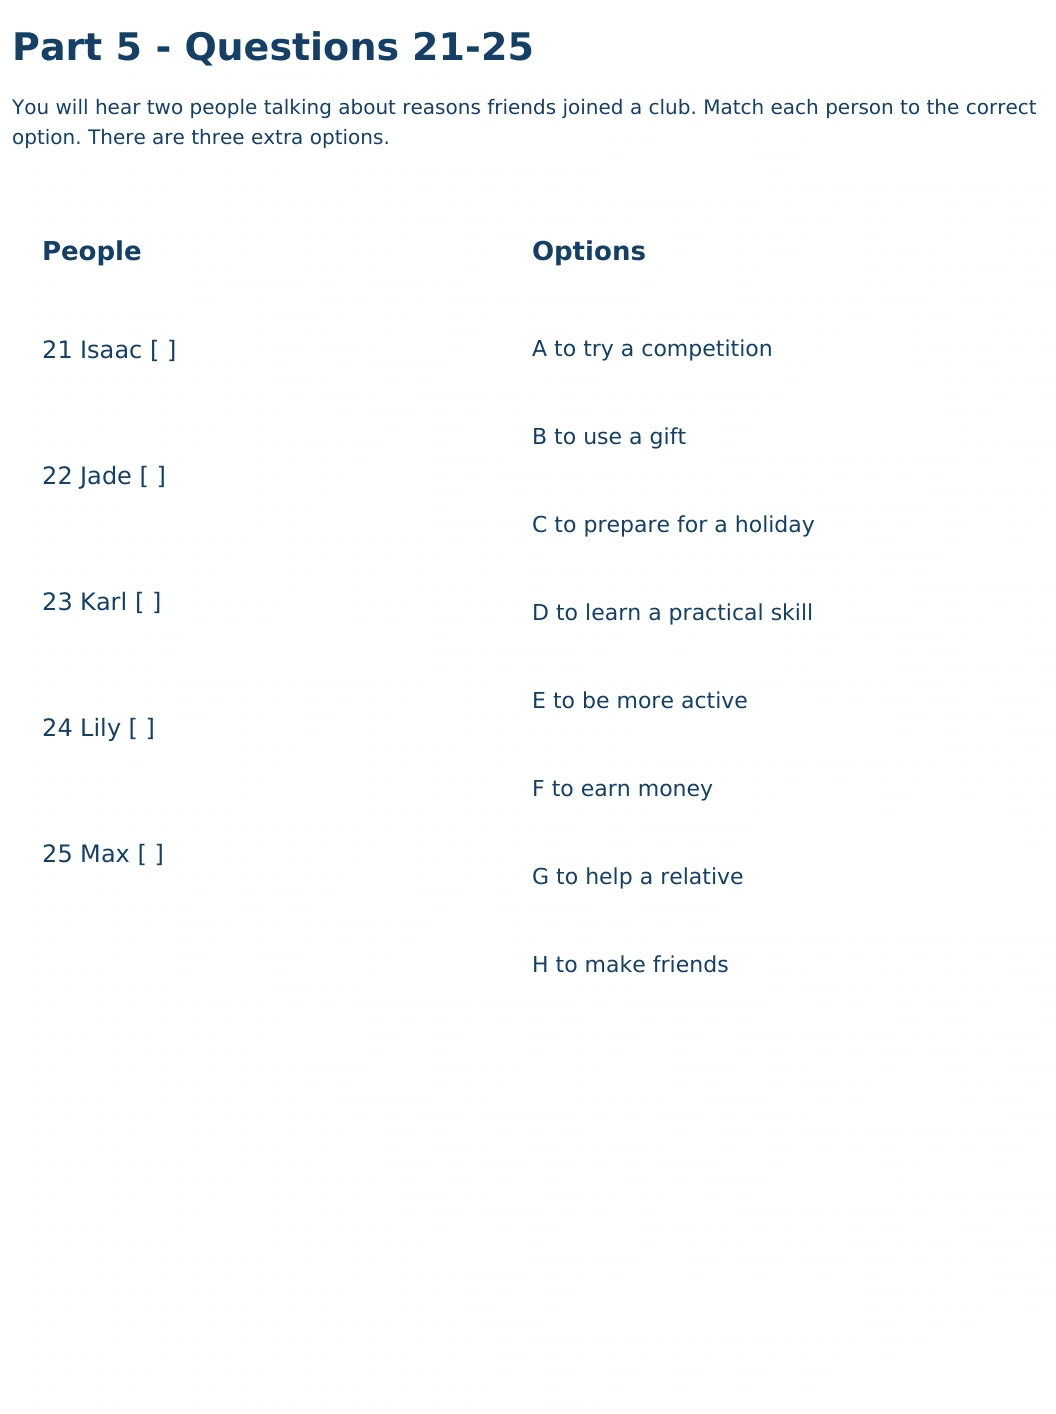 Part 5 - Questions 21-25
You will hear two people talking about reasons friends joined a club. Match each person to the correct
option. There are three extra options.
People
21 Isaac [ ]
22 Jade [ ]
23 Karl [ ]
24 Lily [ ]
25 Max [ ]
Options
A to try a competition
B to use a gift
C to prepare for a holiday
D to learn a practical skill
E to be more active
F to earn money
G to help a relative
H to make friends